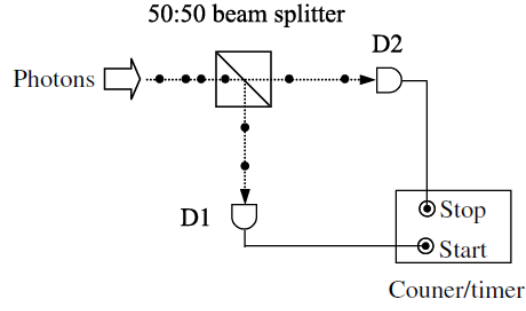 50:50 beam splitter
D2
Photons
D1
Stop
Start
Couner/timer